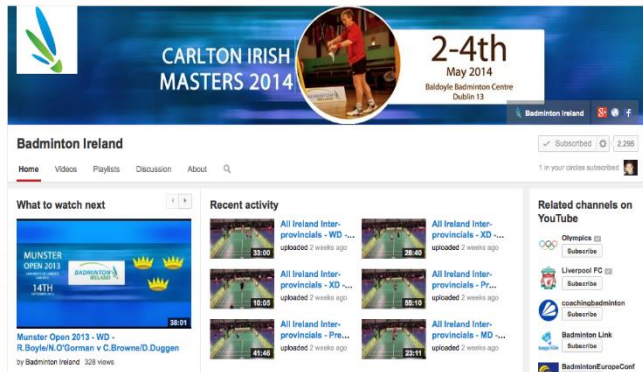 CARLTON IRISH
MASTERS 2014
2-4th
May 2014
Baldoyle Badminton Centre
Dublin 13
Badminton Ireland
Badminton Ireland
Subscribed
2,295
Home Videos Playlists Discussion About
1 in your circles subscribed
What to watch next
MUNSTER
OPEN 2013
14TH
BADMINTON
IRELAND
38:01
Munster Open 2013 - WD -
R.Boyle/N.O'Gorman v C.Browne/D.Duggen
by Badminton Ireland 328 views
Recent activity
33:00
All Ireland Inter-
provincials - WD -...
uploaded 2 weeks ago
28:40
All Ireland Inter-
provincials - XD -...
uploaded 2 weeks ago
10:05
All Ireland Inter-
provincials - XD -...
uploaded 2 weeks ago
55:10
All Ireland Inter-
provincials - Pr...
uploaded 2 weeks ago
41:46
All Ireland Inter-
provincials - Pre...
uploaded 2 weeks ago
23:11
All Ireland Inter-
provincials - MD -...
uploaded 2 weeks ago
Related channels on
YouTube
Olympics
Subscribe
Liverpool FC
Subscribe
coachingbadminton
Subscribe
Badminton Link
Subscribe
BadmintonEuropeConf